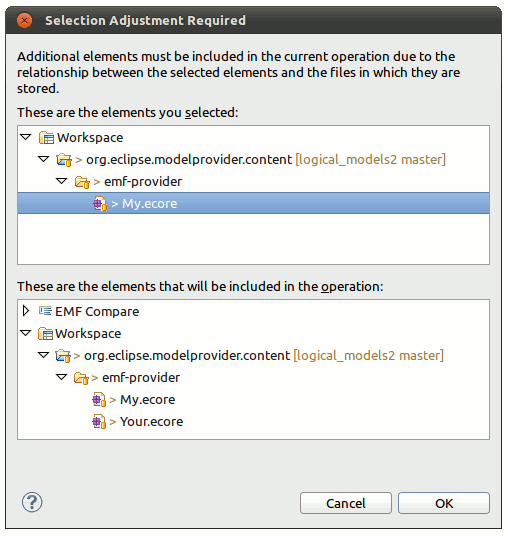 Selection Adjustment Required
Additional elements must be included in the current operation due to the
relationship between the selected elements and the files in which they are
stored.
These are the elements you selected:
Workspace
> org.eclipse.modelprovider.content [logical_models2 master]
> emf-provider
> My.ecore
These are the elements that will be included in the operation:
EMF Compare
Workspace
> org.eclipse.modelprovider.content [logical_models2 master]
> emf-provider
> My.ecore
> Your.ecore
? Cancel OK